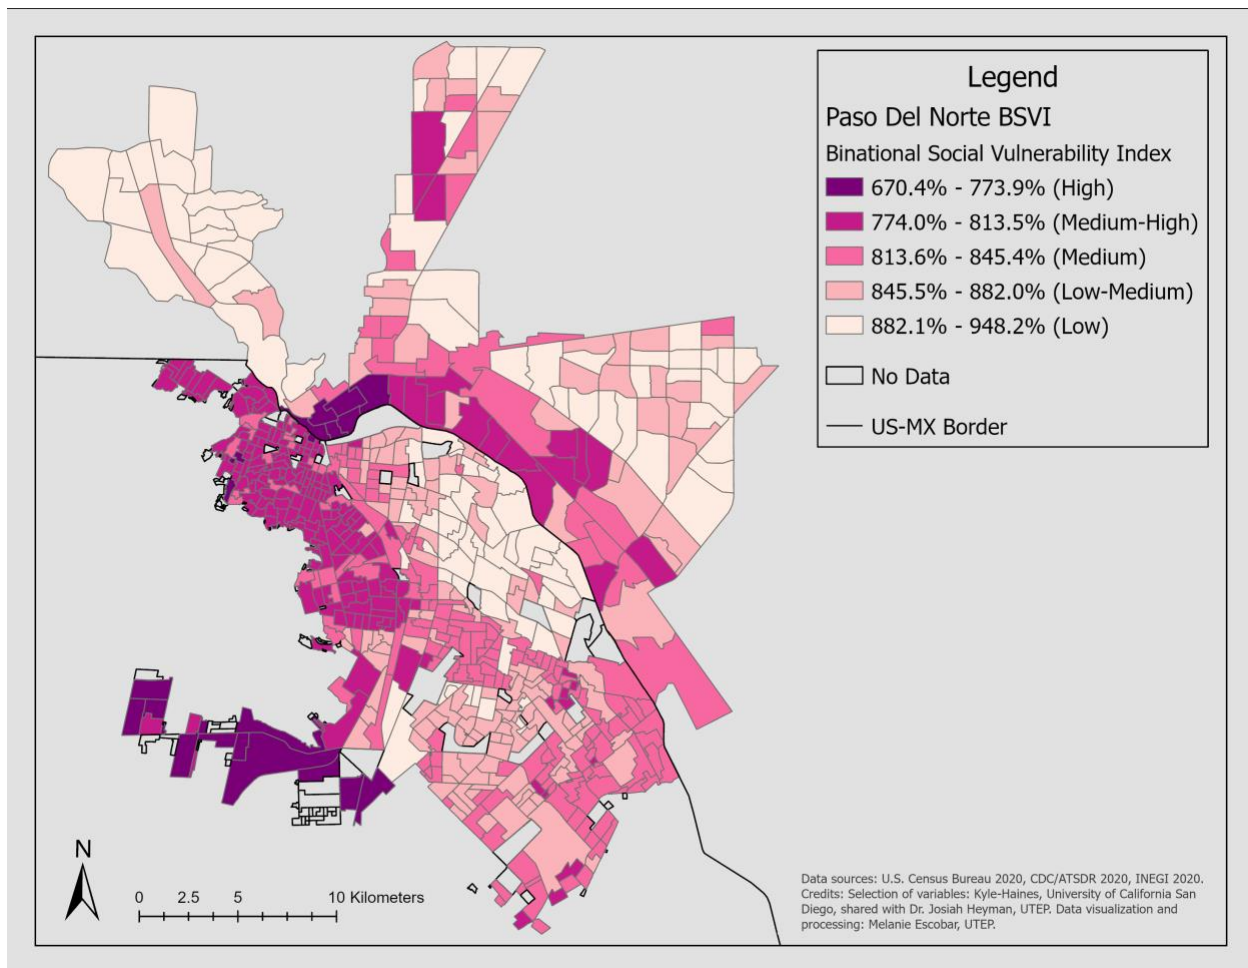 Legend
Paso Del Norte BSVI
Binational Social Vulnerability Index
670.4% - 773.9% (High)
774.0% - 813.5% (Medium-High)
813.6% - 845.4% (Medium)
845.5% - 882.0% (Low-Medium)
882.1% - 948.2% (Low)
No Data
US-MX Border
N
0 2.5 5 10 Kilometers
Data sources: U.S. Census Bureau 2020, CDC/ATSDR 2020, INEGI 2020.
Credits: Selection of variables: Kyle-Haines, University of California San
Diego, shared with Dr. Josiah Heyman, UTEP. Data visualization and
processing: Melanie Escobar, UTEP.